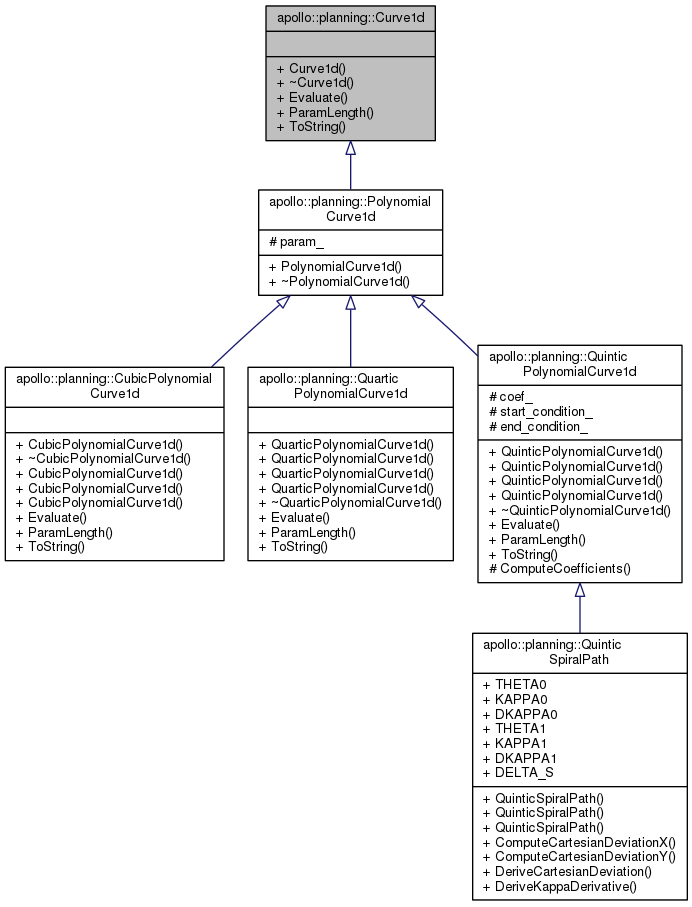 apollo::planning::Curve1d
+ Curve1d()
+ ~Curve1d()
+ Evaluate()
+ ParamLength()
+ ToString()
apollo::planning::Polynomial
Curve1d
# param_
+ PolynomialCurve1d()
+ ~PolynomialCurve1d()
apollo::planning::CubicPolynomial
Curve1d
+ CubicPolynomialCurve1d()
+ ~CubicPolynomialCurve1d()
+ CubicPolynomialCurve1d()
+ CubicPolynomialCurve1d()
+ CubicPolynomialCurve1d()
+ Evaluate()
+ ParamLength()
+ ToString()
apollo::planning::Quartic
PolynomialCurve1d
+ QuarticPolynomialCurve1d()
+ QuarticPolynomialCurve1d()
+ QuarticPolynomialCurve1d()
+ QuarticPolynomialCurve1d()
+ ~QuarticPolynomialCurve1d()
+ Evaluate()
+ ParamLength()
+ ToString()
apollo::planning::Quintic
PolynomialCurve1d
# coef_
# start_condition_
# end_condition_
+ QuinticPolynomialCurve1d()
+ QuinticPolynomialCurve1d()
+ QuinticPolynomialCurve1d()
+ QuinticPolynomialCurve1d()
+ ~QuinticPolynomialCurve1d()
+ Evaluate()
+ ParamLength()
+ ToString()
# ComputeCoefficients()
apollo::planning::Quintic
SpiralPath
+ THETA0
+ KAPPA0
+ DKAPPA0
+ THETA1
+ KAPPA1
+ DKAPPA1
+ DELTA_S
+ QuinticSpiralPath()
+ QuinticSpiralPath()
+ QuinticSpiralPath()
+ ComputeCartesianDeviationX()
+ ComputeCartesianDeviationY()
+ DeriveCartesianDeviation()
+ DeriveKappaDerivative()